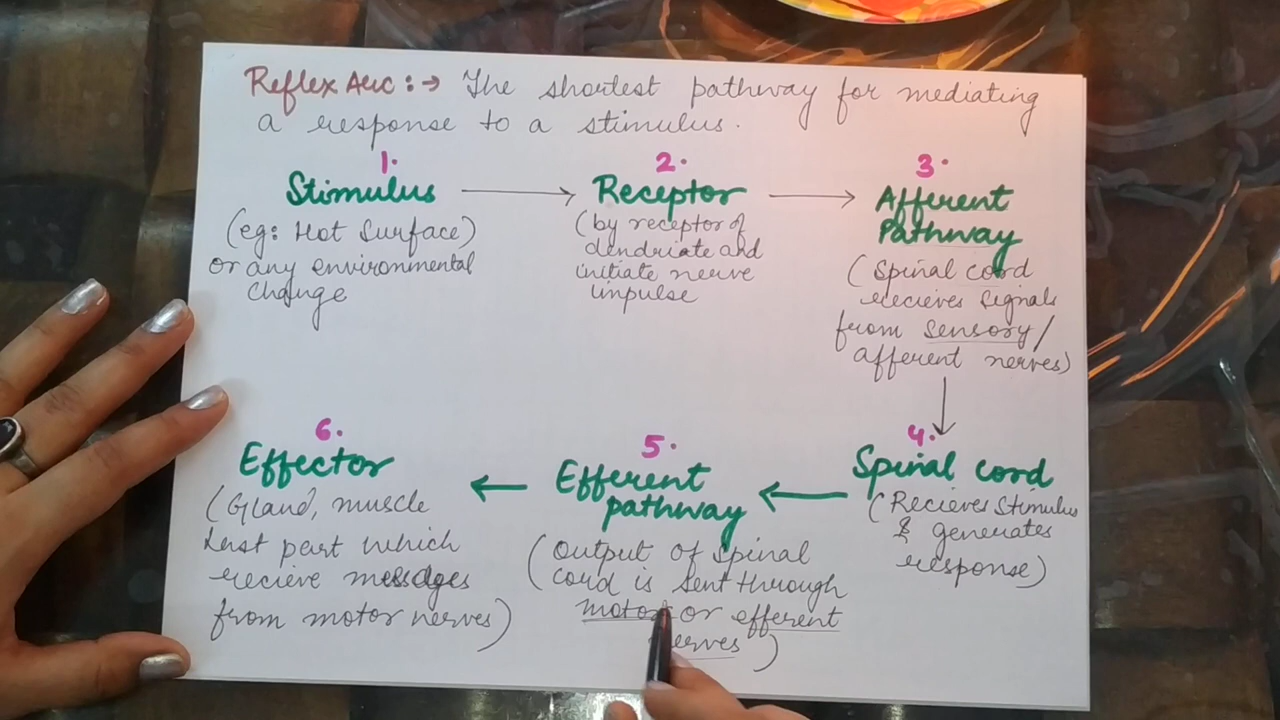 Reflex Arc :→ The shortest pathway for mediating
a response to a stimulus.
1.
Stimulus
(eg: Hot Surface)
or any environmental
change
2.
Receptor
(by receptor of
dendriate and
initiate nerve
impulse
3.
Afferent
Pathway
(Spinal cord
recieves signals
from sensory/
afferent nerves)
4.
Spinal cord
(Recieves Stimulus
& generates
response)
5.
Efferent
pathway
(Output of spinal
cord is sent through
motor or efferent
nerves)
6.
Effector
(Gland, muscle
Last part which
recieve messages
from motor nerves)